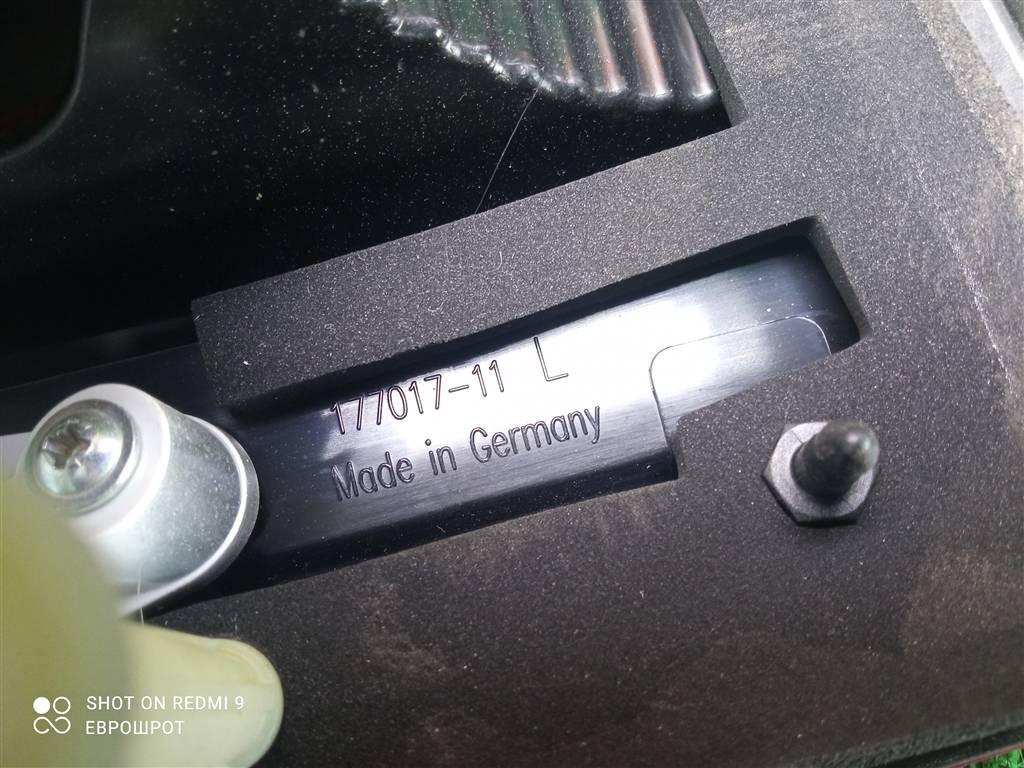 177017-11 L
Made in Germany
SHOT ON REDMI 9
ЕВРОШРОТ